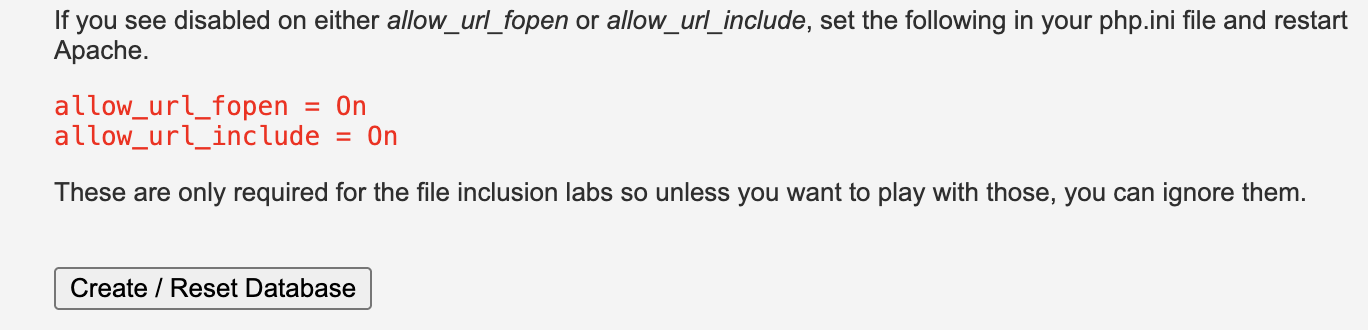 If you see disabled on either allow_url_fopen or allow_url_include, set the following in your php.ini file and restart
Apache.
allow_url_fopen = On
allow_url_include = On
These are only required for the file inclusion labs so unless you want to play with those, you can ignore them.
Create / Reset Database